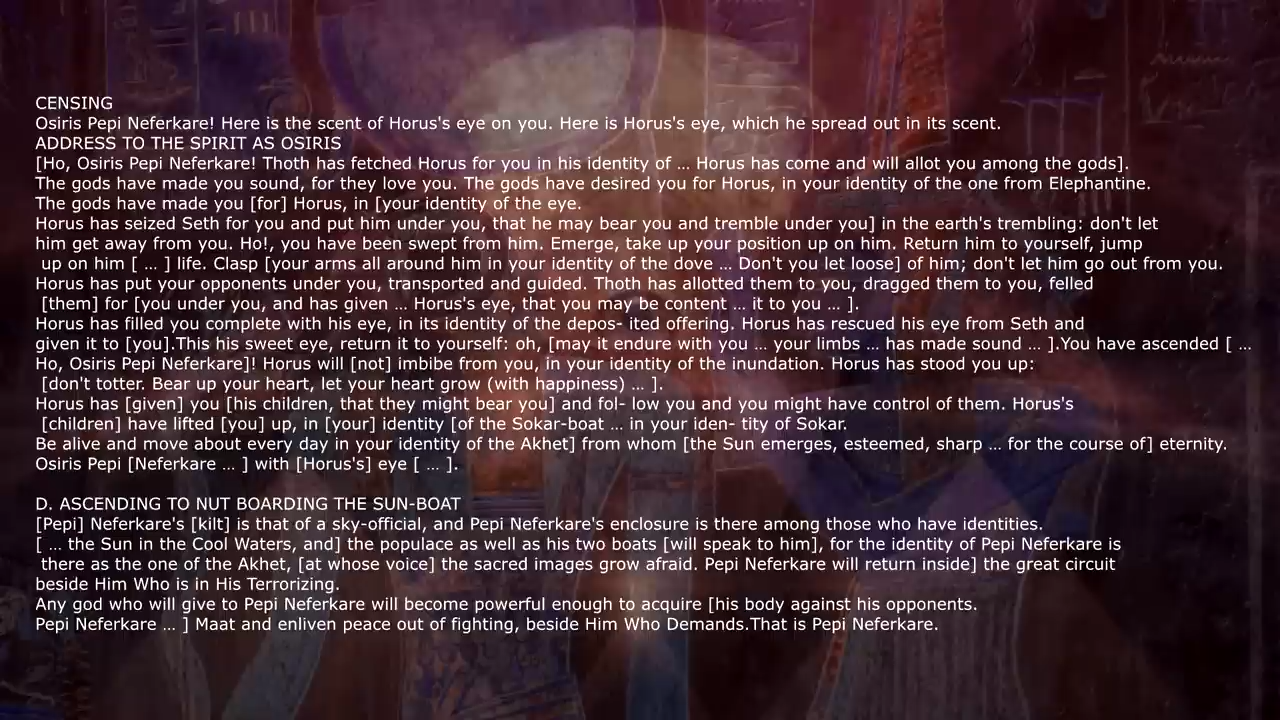 CENSING
Osiris Pepi Neferkare! Here is the scent of Horus's eye on you. Here is Horus's eye, which he spread out in its scent.
ADDRESS TO THE SPIRIT AS OSIRIS
[Ho, Osiris Pepi Neferkare! Thoth has fetched Horus for you in his identity of … Horus has come and will allot you among the gods].
The gods have made you sound, for they love you. The gods have desired you for Horus, in your identity of the one from Elephantine.
The gods have made you [for] Horus, in [your identity of the eye.
Horus has seized Seth for you and put him under you, that he may bear you and tremble under you] in the earth's trembling: don't let
him get away from you. Ho!, you have been swept from him. Emerge, take up your position up on him. Return him to yourself, jump
up on him [ … ] life. Clasp [your arms all around him in your identity of the dove … Don't you let loose] of him; don't let him go out from you.
Horus has put your opponents under you, transported and guided. Thoth has allotted them to you, dragged them to you, felled
[them] for [you under you, and has given … Horus's eye, that you may be content … it to you … ].
Horus has filled you complete with his eye, in its identity of the depos- ited offering. Horus has rescued his eye from Seth and
given it to [you].This his sweet eye, return it to yourself: oh, [may it endure with you … your limbs … has made sound … ].You have ascended [ …
Ho, Osiris Pepi Neferkare]! Horus will [not] imbibe from you, in your identity of the inundation. Horus has stood you up:
[don't totter. Bear up your heart, let your heart grow (with happiness) … ].
Horus has [given] you [his children, that they might bear you] and fol- low you and you might have control of them. Horus's
[children] have lifted [you] up, in [your] identity [of the Sokar-boat … in your iden- tity of Sokar.
Be alive and move about every day in your identity of the Akhet] from whom [the Sun emerges, esteemed, sharp … for the course of] eternity.
Osiris Pepi [Neferkare … ] with [Horus's] eye [ … ].
D. ASCENDING TO NUT BOARDING THE SUN-BOAT
[Pepi] Neferkare's [kilt] is that of a sky-official, and Pepi Neferkare's enclosure is there among those who have identities.
[ … the Sun in the Cool Waters, and] the populace as well as his two boats [will speak to him], for the identity of Pepi Neferkare is
there as the one of the Akhet, [at whose voice] the sacred images grow afraid. Pepi Neferkare will return inside] the great circuit
beside Him Who is in His Terrorizing.
Any god who will give to Pepi Neferkare will become powerful enough to acquire [his body against his opponents.
Pepi Neferkare … ] Maat and enliven peace out of fighting, beside Him Who Demands.That is Pepi Neferkare.